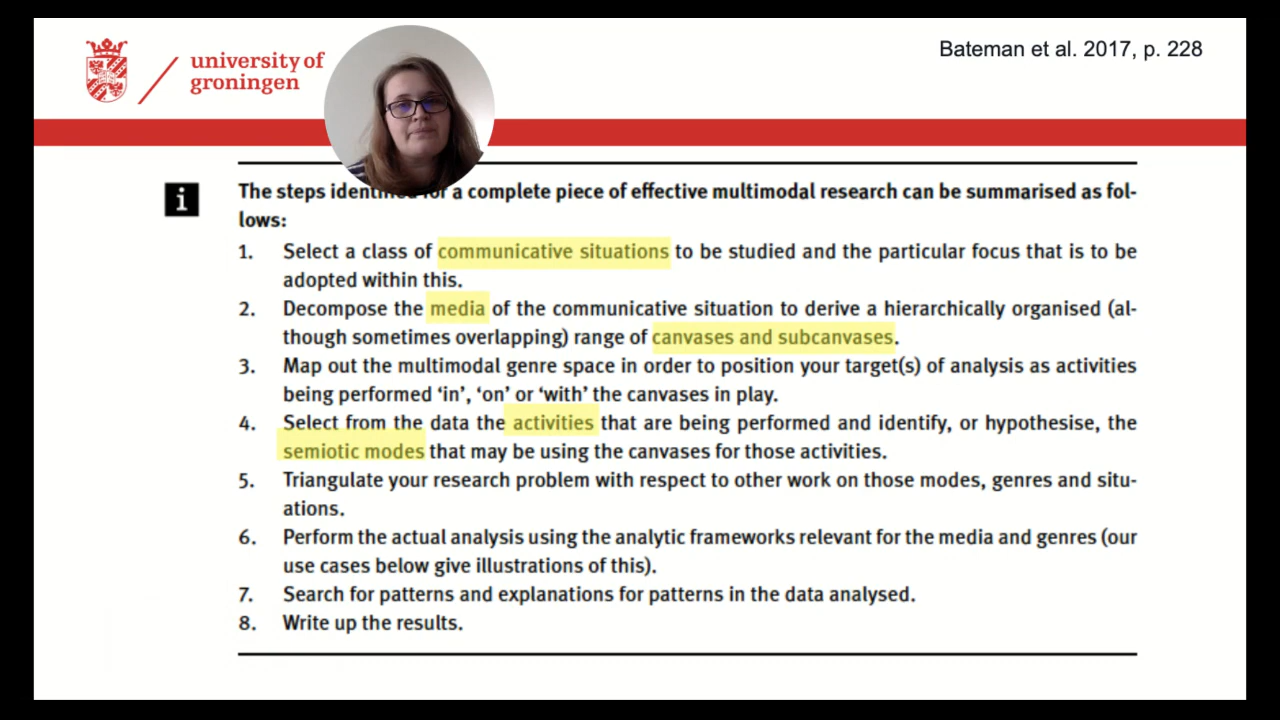 university of
groningen
Bateman et al. 2017, p. 228
i
The steps identified for a complete piece of effective multimodal research can be summarised as fol-
lows:
1. Select a class of communicative situations to be studied and the particular focus that is to be
adopted within this.
2. Decompose the media of the communicative situation to derive a hierarchically organised (al-
though sometimes overlapping) range of canvases and subcanvases.
3. Map out the multimodal genre space in order to position your target(s) of analysis as activities
being performed ‘in’, ‘on’ or ‘with’ the canvases in play.
4. Select from the data the activities that are being performed and identify, or hypothesise, the
semiotic modes that may be using the canvases for those activities.
5. Triangulate your research problem with respect to other work on those modes, genres and situ-
ations.
6. Perform the actual analysis using the analytic frameworks relevant for the media and genres (our
use cases below give illustrations of this).
7. Search for patterns and explanations for patterns in the data analysed.
8. Write up the results.